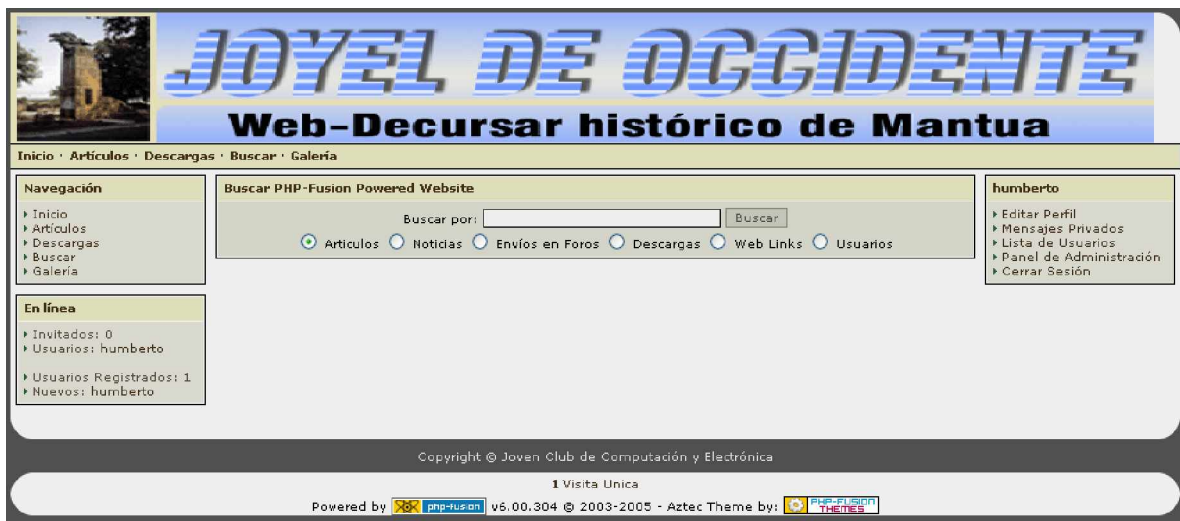 JOYEL DE OCCIDENTE
Web-Decursar histórico de Mantua
Inicio · Artículos · Descargas · Buscar · Galería
Navegación
Inicio
Artículos
Descargas
Buscar
Galería
En línea
Invitados: 0
Usuarios: humberto
Usuarios Registrados: 1
Nuevos: humberto
Buscar PHP-Fusion Powered Website
Buscar por: Buscar
Articulos Noticias Envíos en Foros Descargas Web Links Usuarios
humberto
Editar Perfil
Mensajes Privados
Lista de Usuarios
Panel de Administración
Cerrar Sesión
Copyright © Joven Club de Computación y Electrónica
1 Visita Unica
Powered by php-fusion v6.00.304 © 2003-2005 - Aztec Theme by: PHP-FUSION THEMES